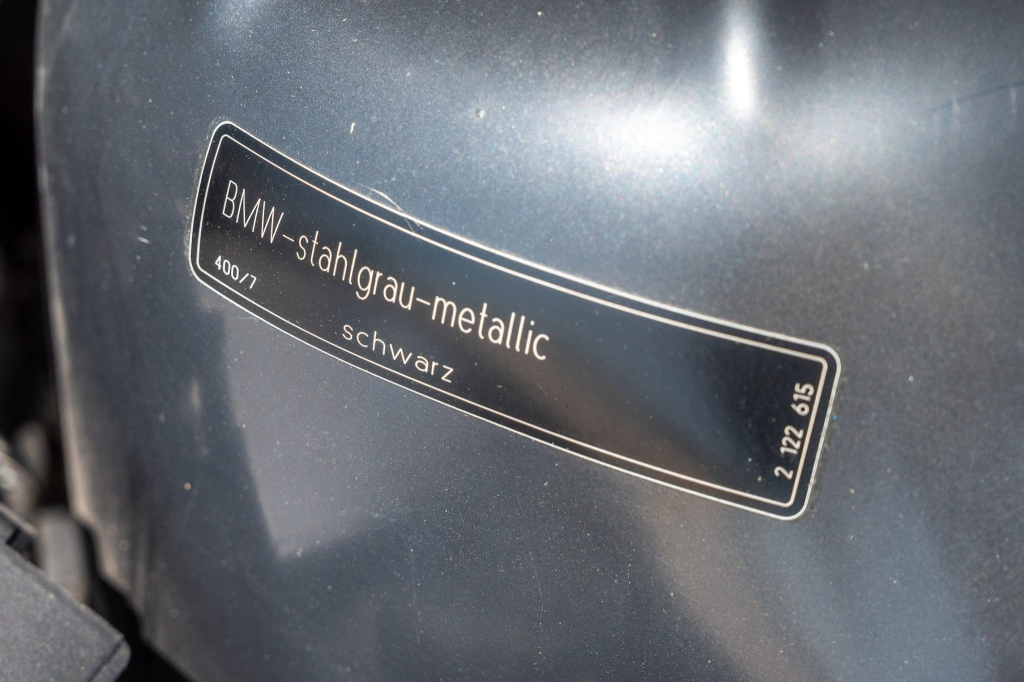 BMW-stahlgrau-metallic
400/7
schwarz
2 122 615